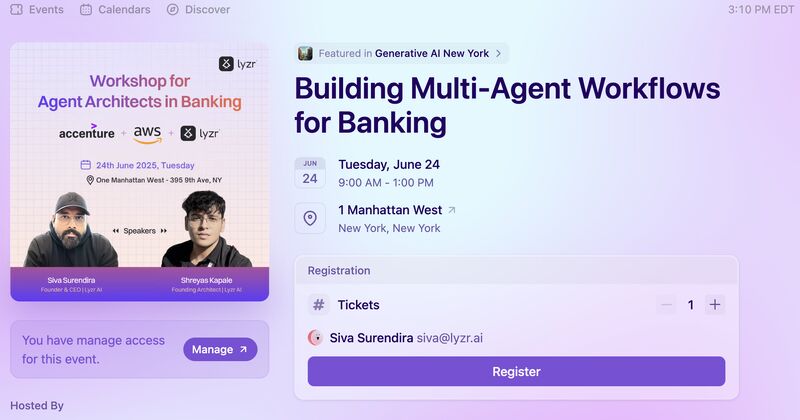 Events
Calendars
Discover
3:10 PM EDT
lyzr
Workshop for
Agent Architects in Banking
accenture + aws + lyzr
24th June 2025, Tuesday
One Manhattan West - 395 9th Ave, NY
Speakers
Siva Surendira
Founder & CEO | Lyzr AI
Shreyas Kapale
Founding Architect | Lyzr AI
You have manage access
for this event.
Manage
Hosted By
Featured in Generative AI New York
Building Multi-Agent Workflows
for Banking
JUN
24
Tuesday, June 24
9:00 AM - 1:00 PM
1 Manhattan West
New York, New York
Registration
# Tickets
1
Siva Surendira siva@lyzr.ai
Register